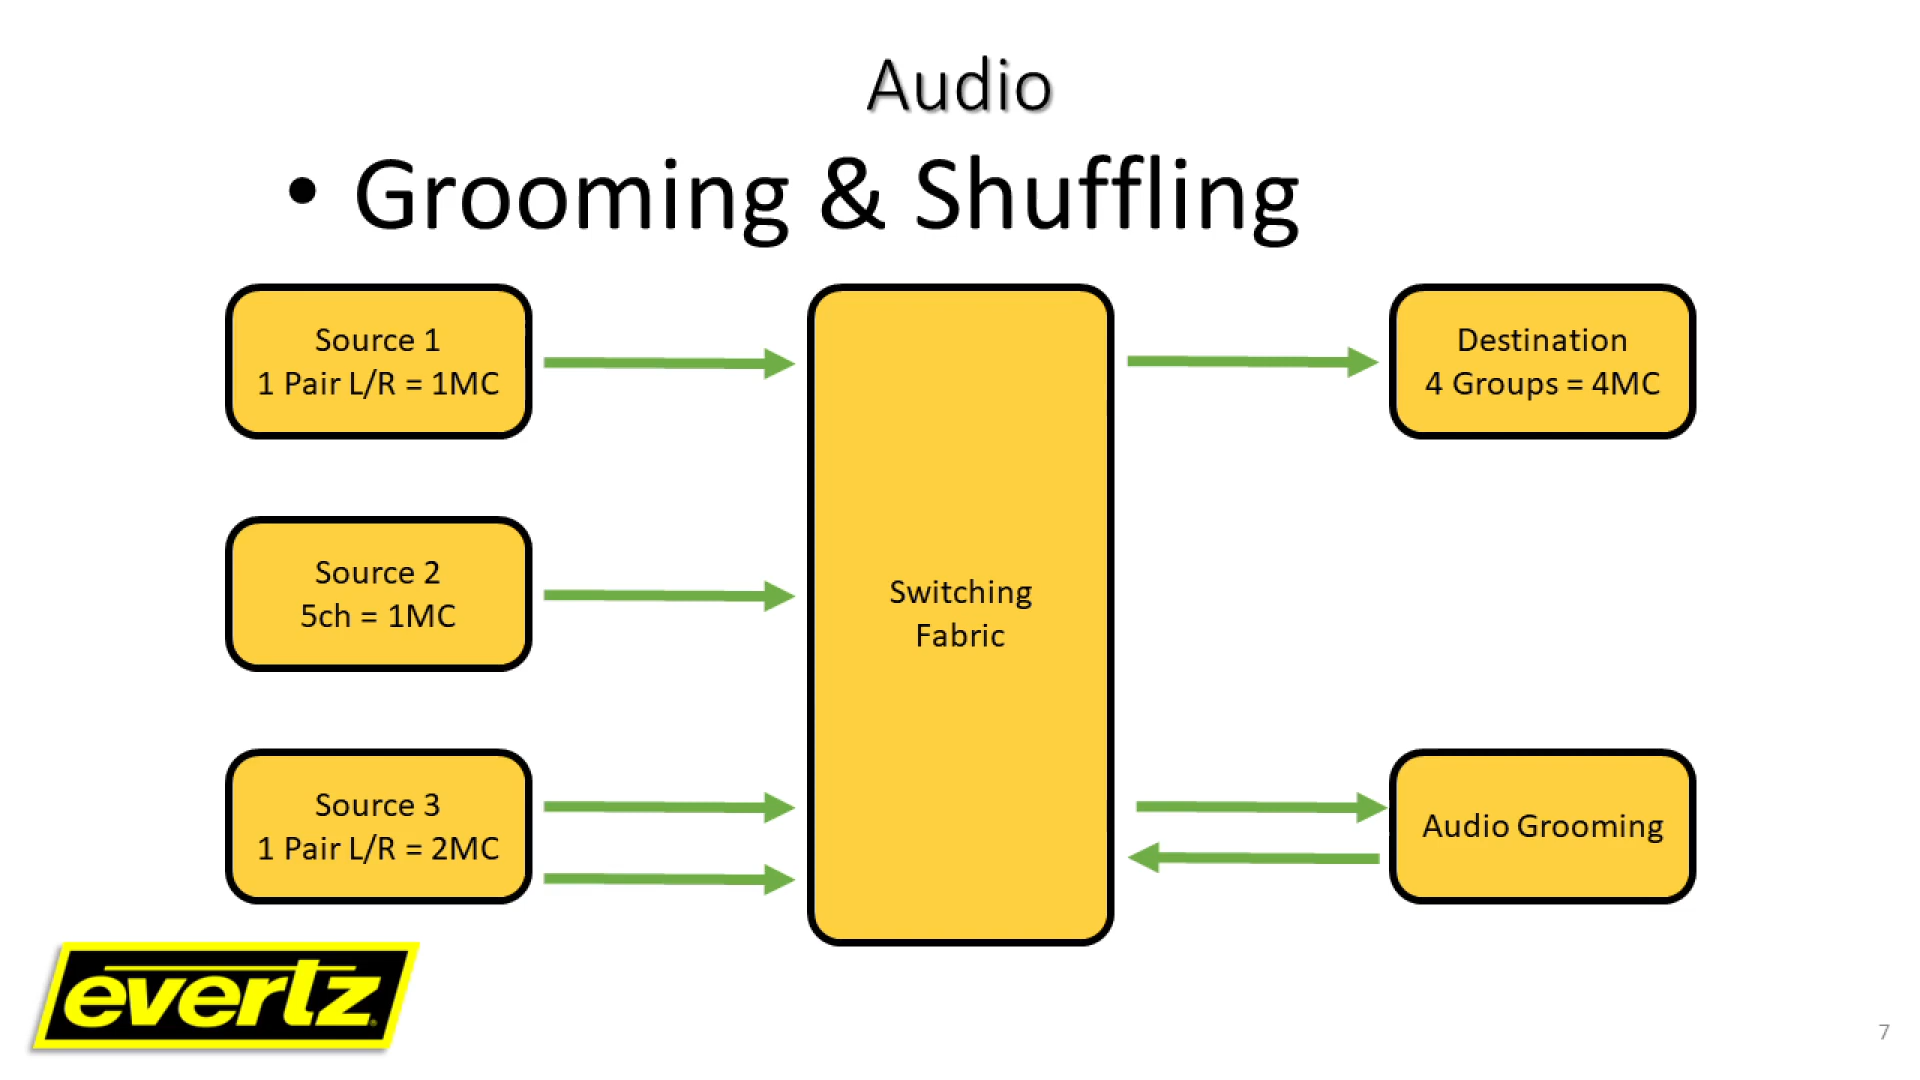 Audio
• Grooming & Shuffling
Source 1
1 Pair L/R = 1MC
Destination
4 Groups = 4MC
Source 2
5ch = 1MC
Switching
Fabric
Source 3
1 Pair L/R = 2MC
Audio Grooming
evertz
7